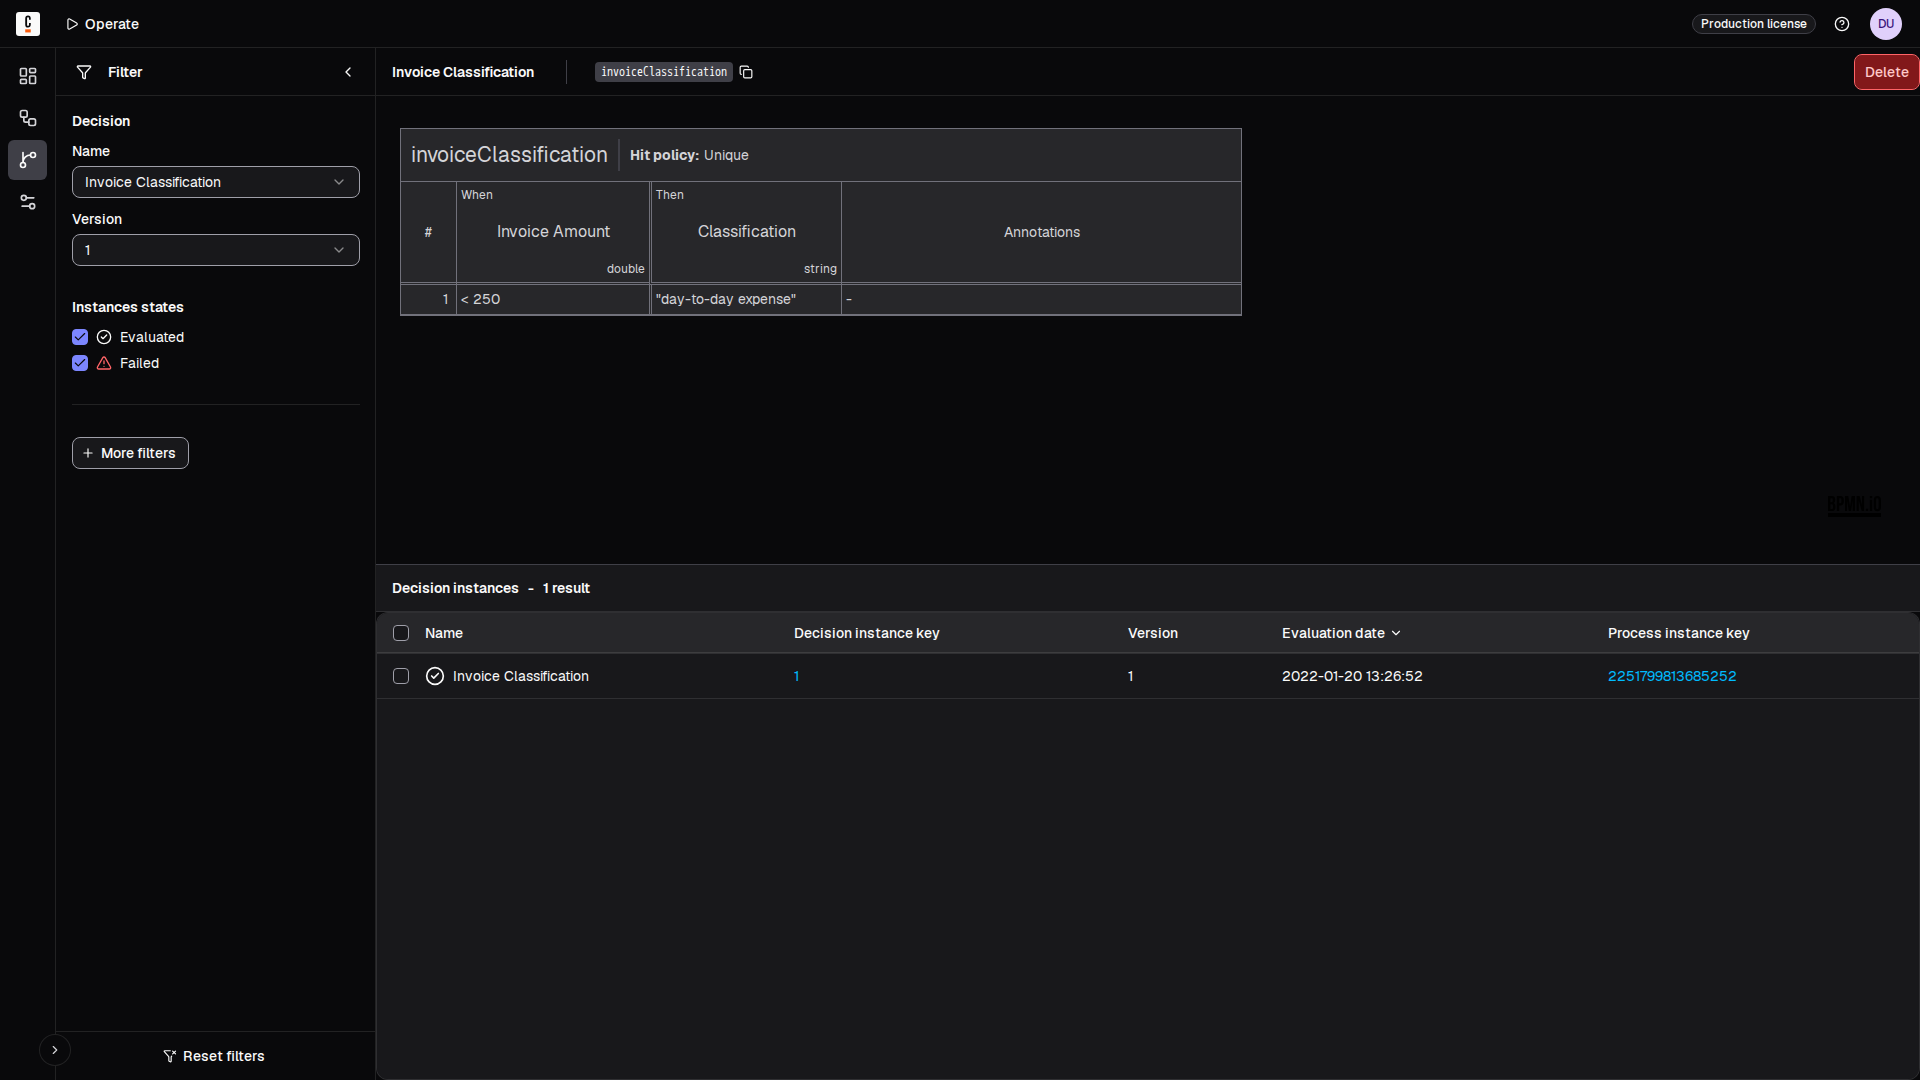 Operate
Production license
DU
Filter
Invoice Classification
invoiceClassification
Delete
Decision
Name
Invoice Classification
Version
1
Instances states
Evaluated
Failed
More filters
Reset filters
invoiceClassification
Hit policy: Unique
# When Invoice Amount double Then Classification string Annotations
1 < 250 "day-to-day expense" -
BPMN.iO
Decision instances - 1 result
Name Decision instance key Version Evaluation date Process instance key
Invoice Classification 1 1 2022-01-20 13:26:52 2251799813685252